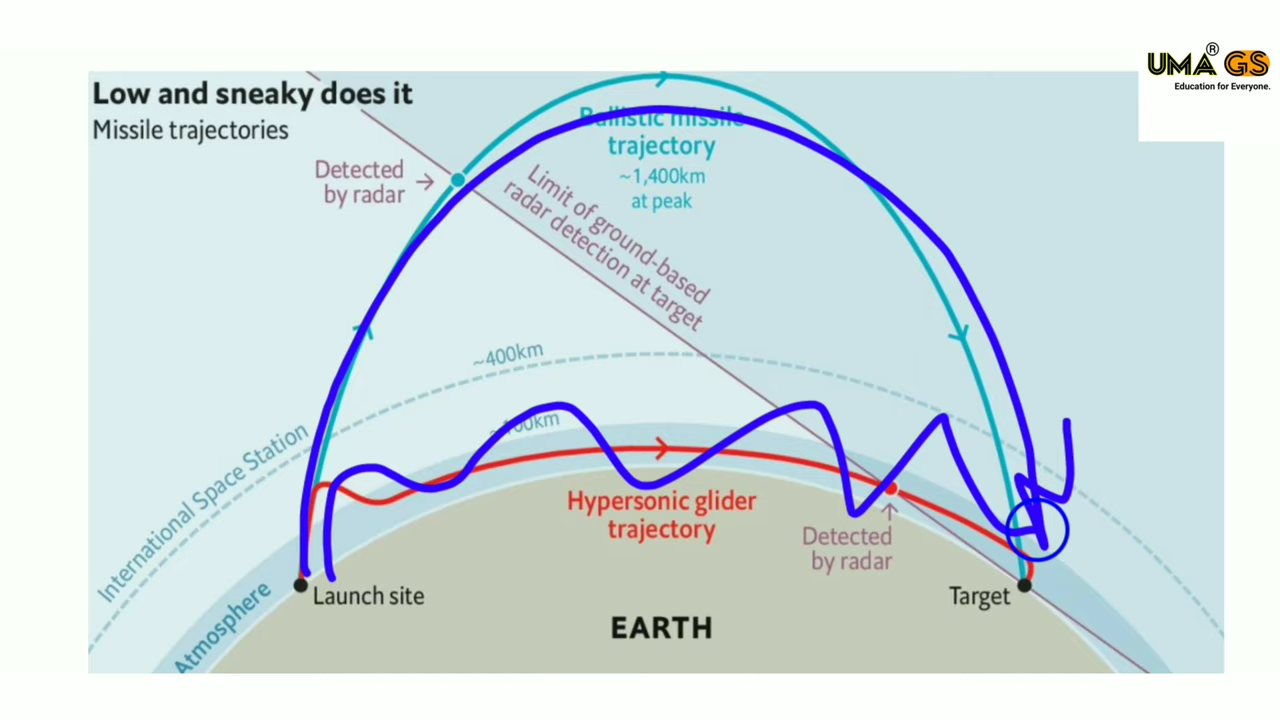 UMA® GS
Education for Everyone.
Low and sneaky does it
Missile trajectories
Ballistic missile
trajectory
~1,400km
at peak
Detected
by radar
Limit of ground-based
radar detection at target
~400km
~100km
International Space Station
Hypersonic glider
trajectory
Detected
by radar
Launch site
Target
Atmosphere
EARTH